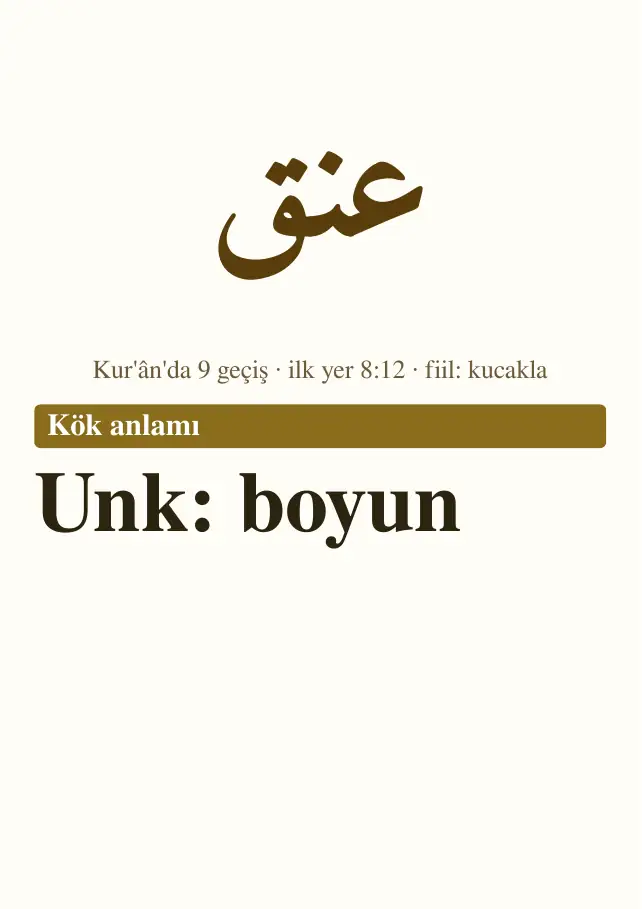 عنق
Kur'ân'da 9 geçiş · ilk yer 8:12 · fiil: kucakla
Kök anlamı
Unk: boyun